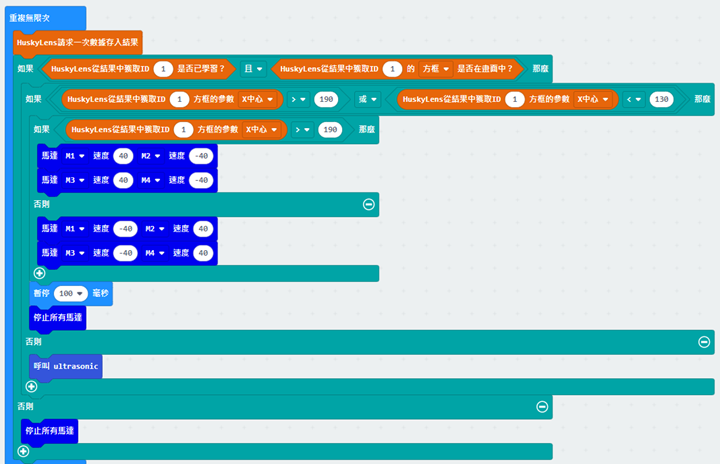 重複無限次
HuskyLens請求一次數據存入結果
如果 HuskyLens從結果中獲取ID 1 是否已學習？ 且 HuskyLens從結果中獲取ID 1 的 方框 是否在畫面中？ 那麼
如果 HuskyLens從結果中獲取ID 1 方框的參數 X中心 > 190 或 HuskyLens從結果中獲取ID 1 方框的參數 X中心 < 130 那麼
如果 HuskyLens從結果中獲取ID 1 方框的參數 X中心 > 190 那麼
馬達 M1 速度 40 M2 速度 -40
馬達 M3 速度 40 M4 速度 -40
否則
馬達 M1 速度 -40 M2 速度 40
馬達 M3 速度 -40 M4 速度 40
暫停 100 毫秒
停止所有馬達
否則
呼叫 ultrasonic
否則
停止所有馬達